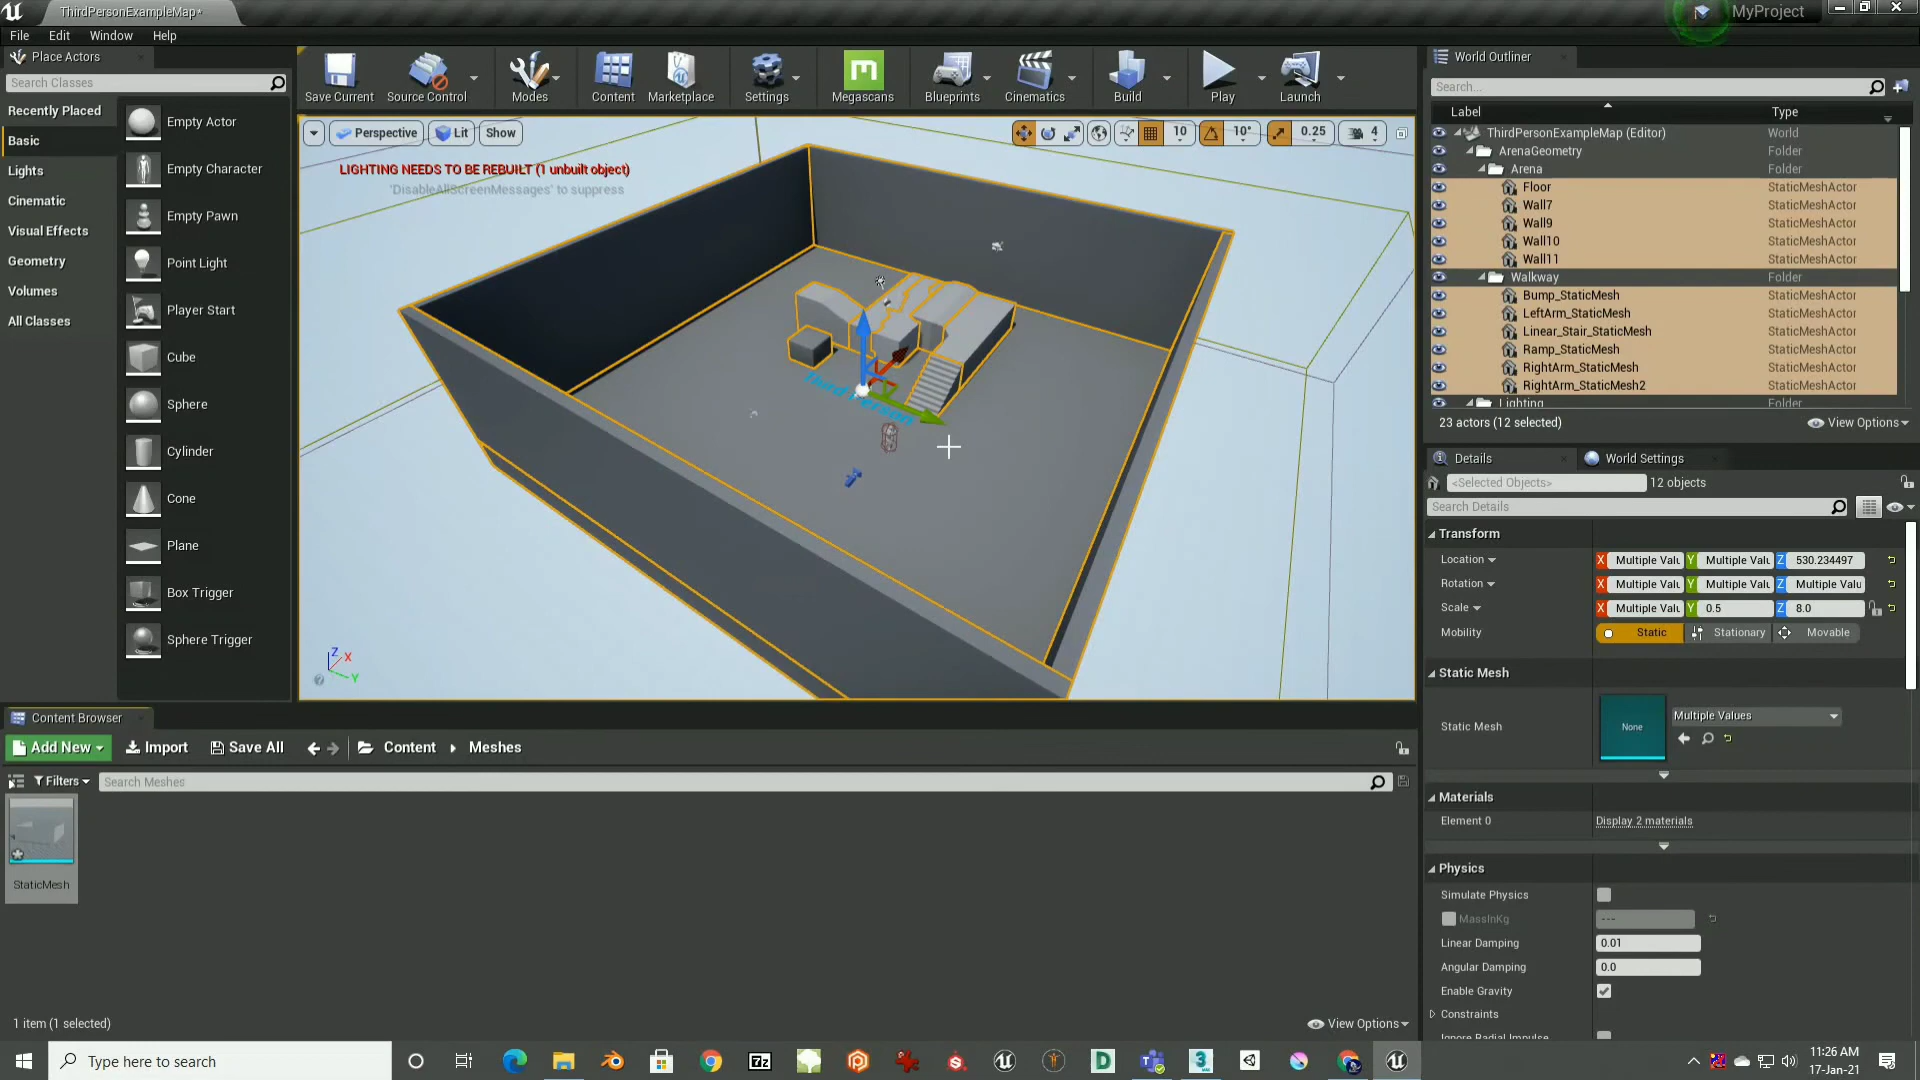 ThirdPersonExampleMap*
MyProject
File Edit Window Help
Place Actors
Search Classes
Recently Placed
Basic
Lights
Cinematic
Visual Effects
Geometry
Volumes
All Classes
Empty Actor
Empty Character
Empty Pawn
Point Light
Player Start
Cube
Sphere
Cylinder
Cone
Plane
Box Trigger
Sphere Trigger
Save Current Source Control Modes Content Marketplace Settings Megascans Blueprints Cinematics Build Play Launch
Perspective Lit Show 10 10° 0.25 4
LIGHTING NEEDS TO BE REBUILT (1 unbuilt object)
'DisableAllScreenMessages' to suppress
Third Person
Z X
Y
World Outliner
Search...
Label Type
ThirdPersonExampleMap (Editor) World
ArenaGeometry Folder
Arena Folder
Floor StaticMeshActor
Wall7 StaticMeshActor
Wall9 StaticMeshActor
Wall10 StaticMeshActor
Wall11 StaticMeshActor
Walkway Folder
Bump_StaticMesh StaticMeshActor
LeftArm_StaticMesh StaticMeshActor
Linear_Stair_StaticMesh StaticMeshActor
Ramp_StaticMesh StaticMeshActor
RightArm_StaticMesh StaticMeshActor
RightArm_StaticMesh2 StaticMeshActor
Lighting Folder
23 actors (12 selected) View Options
Details World Settings
<Selected Objects> 12 objects
Search Details
Transform
Location X Multiple Valu Y Multiple Valu Z 530.234497
Rotation X Multiple Valu Y Multiple Valu Z Multiple Valu
Scale X Multiple Valu Y 0.5 Z 8.0
Mobility Static Stationary Movable
Static Mesh
Static Mesh None Multiple Values
Materials
Element 0 Display 2 materials
Physics
Simulate Physics
MassInKg ---
Linear Damping 0.01
Angular Damping 0.0
Enable Gravity
Constraints
Ignore Radial Impulse
Content Browser
Add New Import Save All Content Meshes
Filters Search Meshes
StaticMesh
1 item (1 selected) View Options
Type here to search
11:26 AM
17-Jan-21